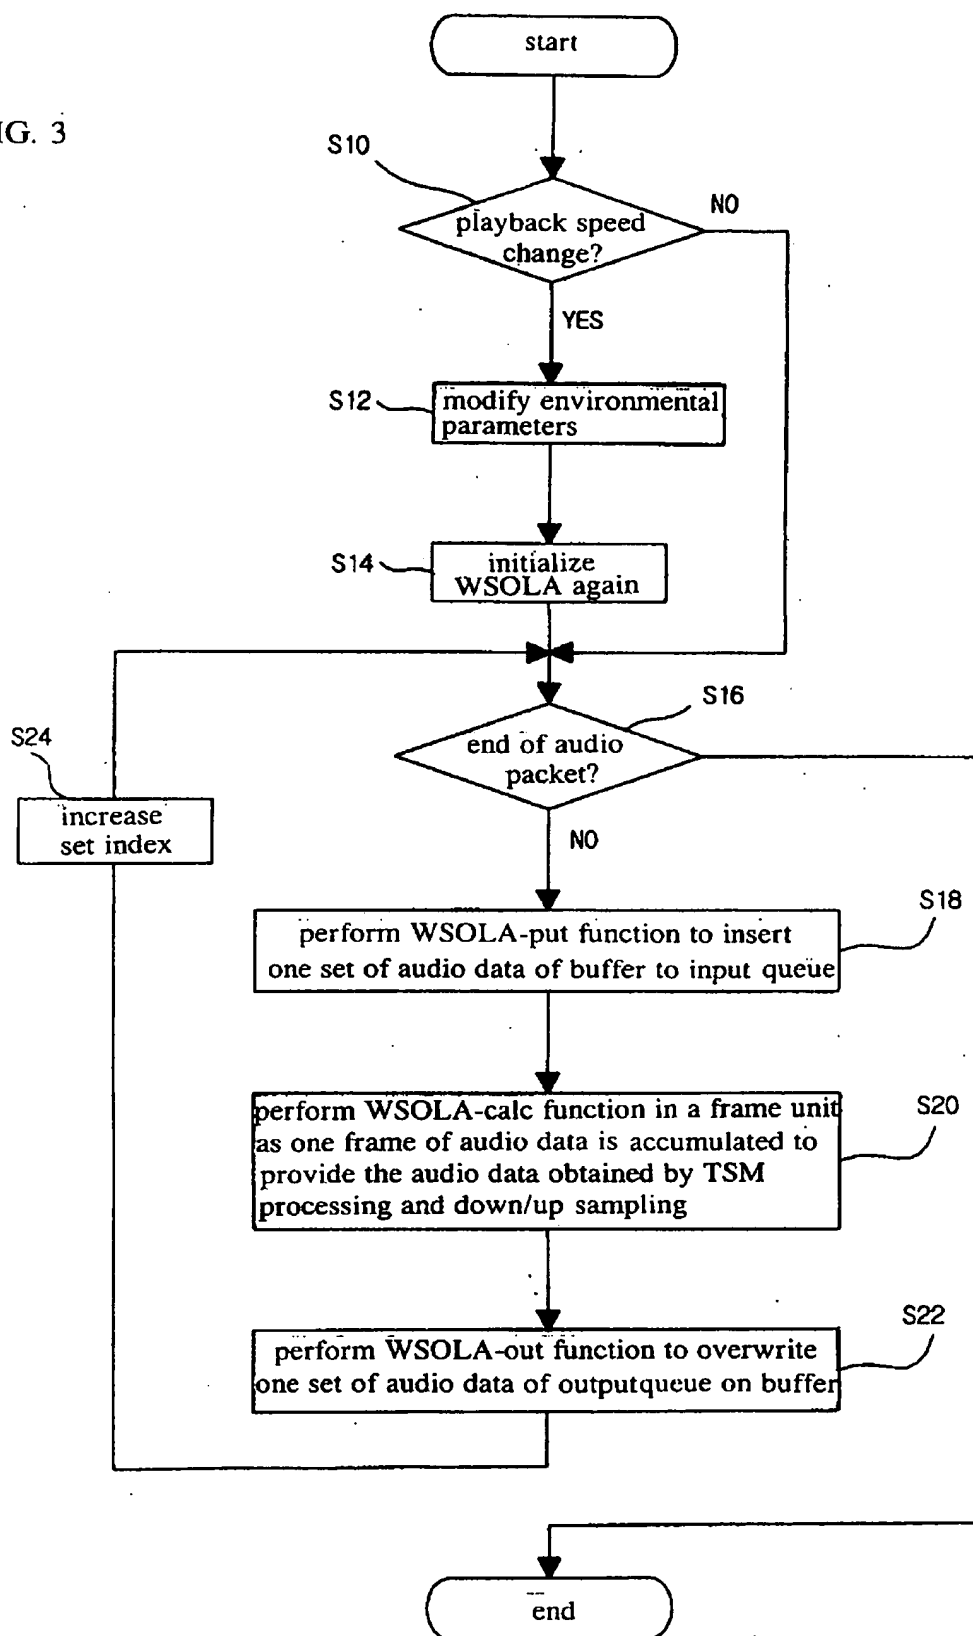 start
IG. 3
S10
playback speed
change?
NO
YES
S12
modify environmental
parameters
S14
initialize
WSOLA again
S16
end of audio
packet?
S24
increase
set index
NO
S18
perform WSOLA-put function to insert
one set of audio data of buffer to input queue
S20
perform WSOLA-calc function in a frame unit
as one frame of audio data is accumulated to
provide the audio data obtained by TSM
processing and down/up sampling
S22
perform WSOLA-out function to overwrite
one set of audio data of outputqueue on buffer
end